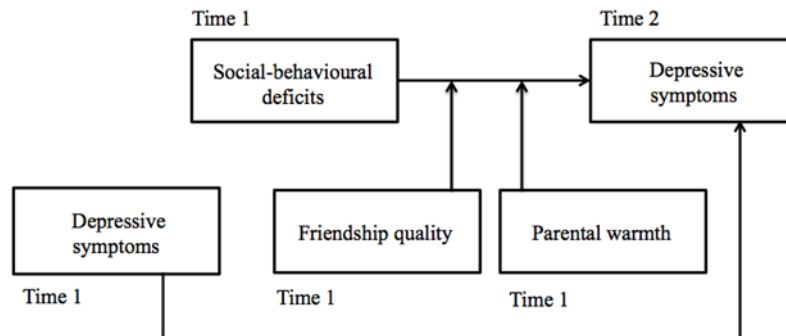 Time 1
Time 2
Social-behavioural
deficits
Depressive
symptoms
Depressive
symptoms
Friendship quality
Parental warmth
Time 1
Time 1
Time 1